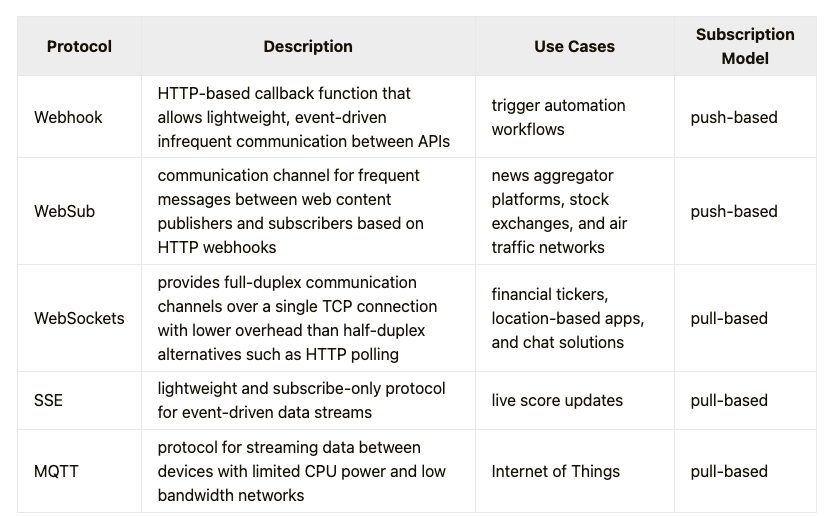 Protocol
Description
Use Cases
Subscription
Model
Webhook
HTTP-based callback function that
allows lightweight, event-driven
infrequent communication between APIs
trigger automation
workflows
push-based
WebSub
communication channel for frequent
messages between web content
publishers and subscribers based on
HTTP webhooks
news aggregator
platforms, stock
exchanges, and air
traffic networks
push-based
WebSockets
provides full-duplex communication
channels over a single TCP connection
with lower overhead than half-duplex
alternatives such as HTTP polling
financial tickers,
location-based apps,
and chat solutions
pull-based
SSE
lightweight and subscribe-only protocol
for event-driven data streams
live score updates
pull-based
MQTT
protocol for streaming data between
devices with limited CPU power and low
bandwidth networks
Internet of Things
pull-based